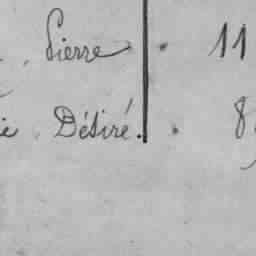 Pierre . 11
Désiré. . 8